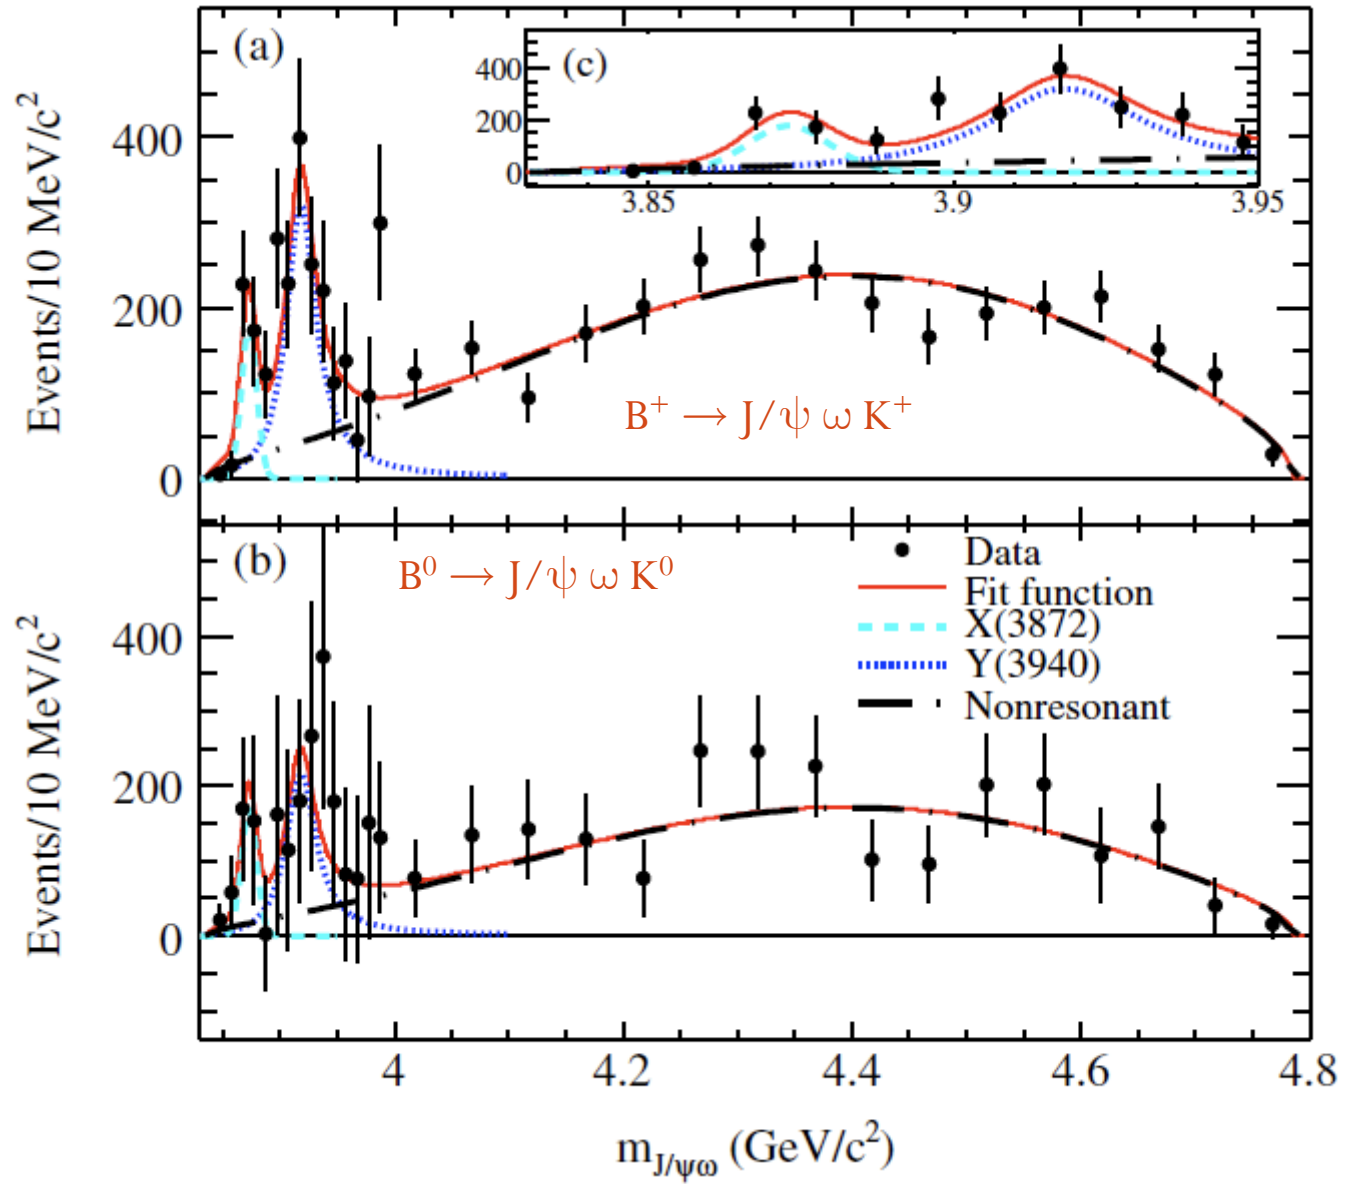 (a)
(c)
Events/10 MeV/c²
400
200
0
400
200
0
3.85
3.9
3.95
B⁺ → J/ψ ω K⁺
(b)
B⁰ → J/ψ ω K⁰
Events/10 MeV/c²
400
200
0
Data
Fit function
X(3872)
Y(3940)
Nonresonant
4
4.2
4.4
4.6
4.8
m_J/ψω (GeV/c²)